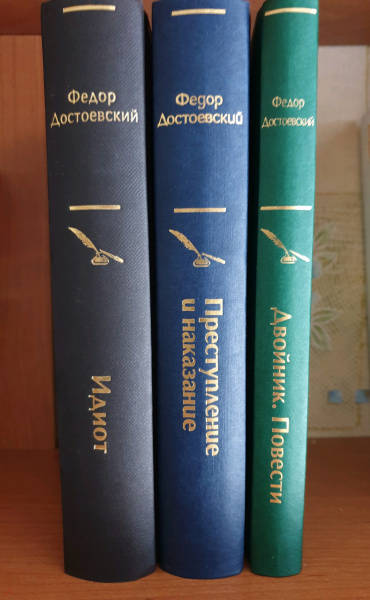 Федор
Достоевский
Идиот
Федор
Достоевский
Преступление
и наказание
Федор
Достоевский
Двойник. Повести